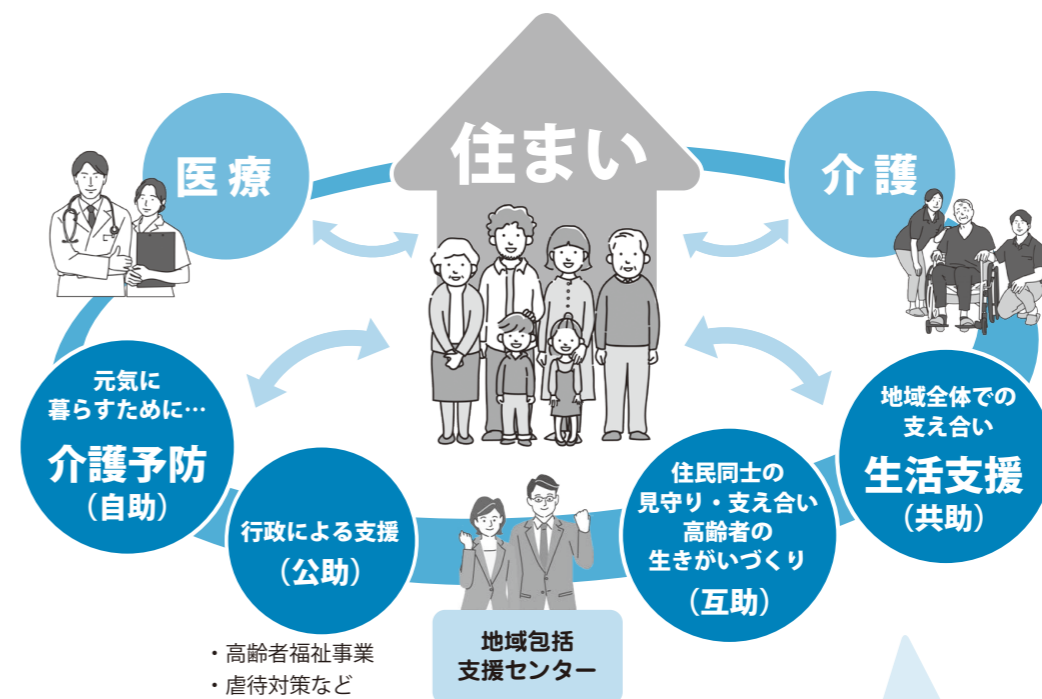 住まい
医療
介護
元気に
暮らすために…
介護予防
（自助）
行政による支援
（公助）
・高齢者福祉事業
・虐待対策など
地域包括
支援センター
住民同士の
見守り・支え合い
高齢者の
生きがいづくり
（互助）
地域全体での
支え合い
生活支援
（共助）